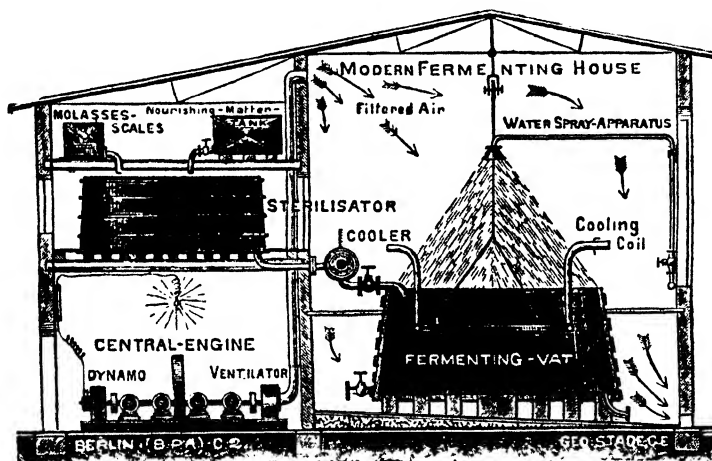 MODERN FERMENTING HOUSE
MOLASSES-
SCALES
Nourishing-Matter-
TANK
Filtered Air
WATER SPRAY-APPARATUS
STERILISATOR
COOLER
Cooling
Coil
CENTRAL-ENGINE
FERMENTING-VAT
DYNAMO
VENTILATOR
BERLIN (B.PA) C.2
GEO STADE G.E